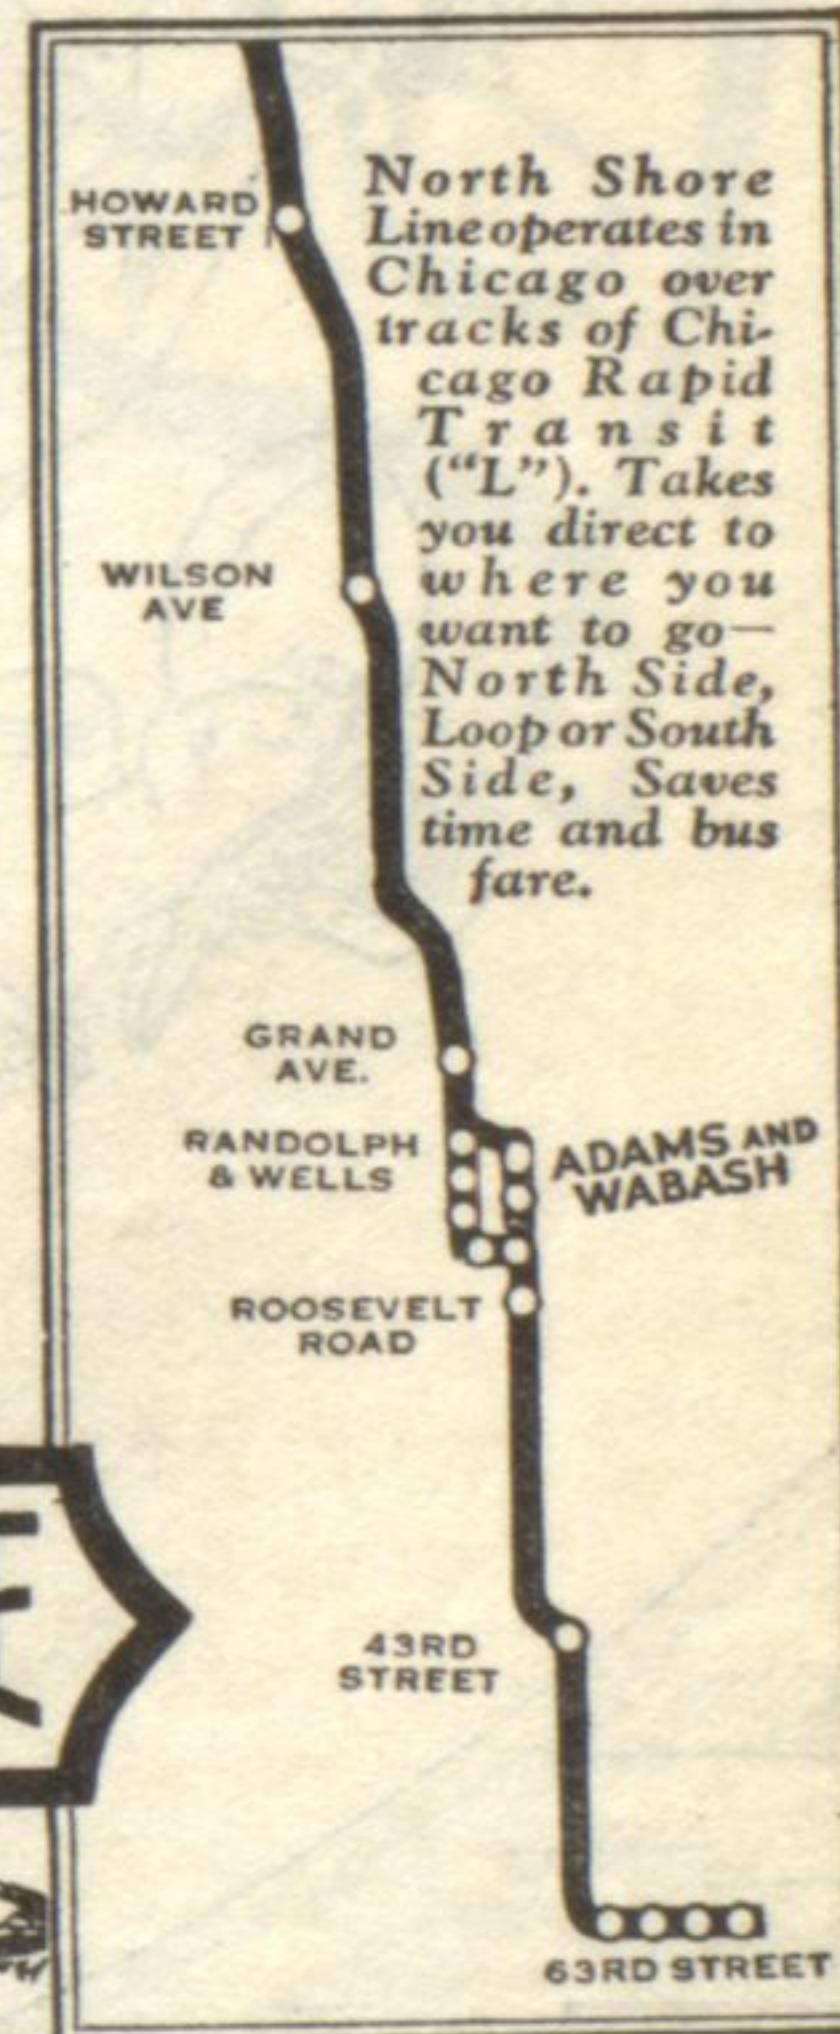 North Shore
Line operates in
Chicago over
tracks of Chi-
cago Rapid
Transit
("L"). Takes
you direct to
where you
want to go—
North Side,
Loop or South
Side, Saves
time and bus
fare.
HOWARD
STREET
WILSON
AVE
GRAND
AVE.
RANDOLPH
& WELLS
ADAMS AND
WABASH
ROOSEVELT
ROAD
43RD
STREET
63RD STREET